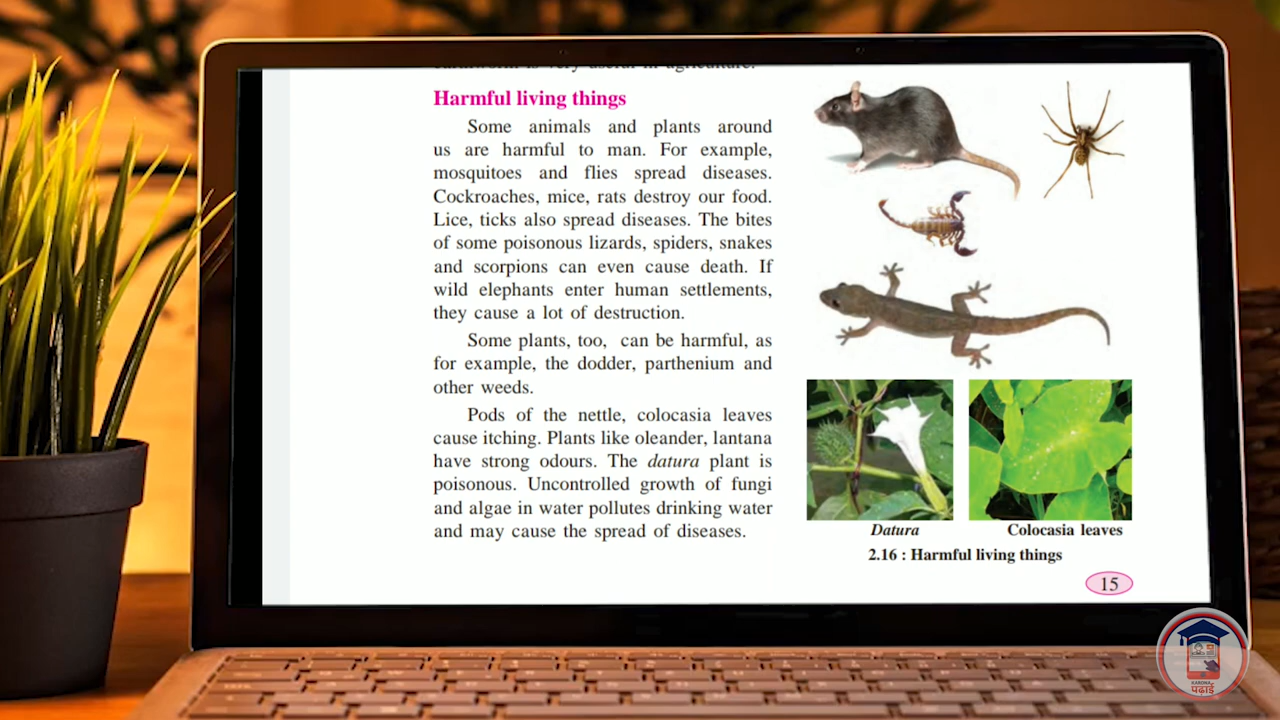 Harmful living things
Some animals and plants around
us are harmful to man. For example,
mosquitoes and flies spread diseases.
Cockroaches, mice, rats destroy our food.
Lice, ticks also spread diseases. The bites
of some poisonous lizards, spiders, snakes
and scorpions can even cause death. If
wild elephants enter human settlements,
they cause a lot of destruction.
Some plants, too, can be harmful, as
for example, the dodder, parthenium and
other weeds.
Pods of the nettle, colocasia leaves
cause itching. Plants like oleander, lantana
have strong odours. The datura plant is
poisonous. Uncontrolled growth of fungi
and algae in water pollutes drinking water
and may cause the spread of diseases.
Datura
Colocasia leaves
2.16 : Harmful living things
15
KARONA
पढ़ाई